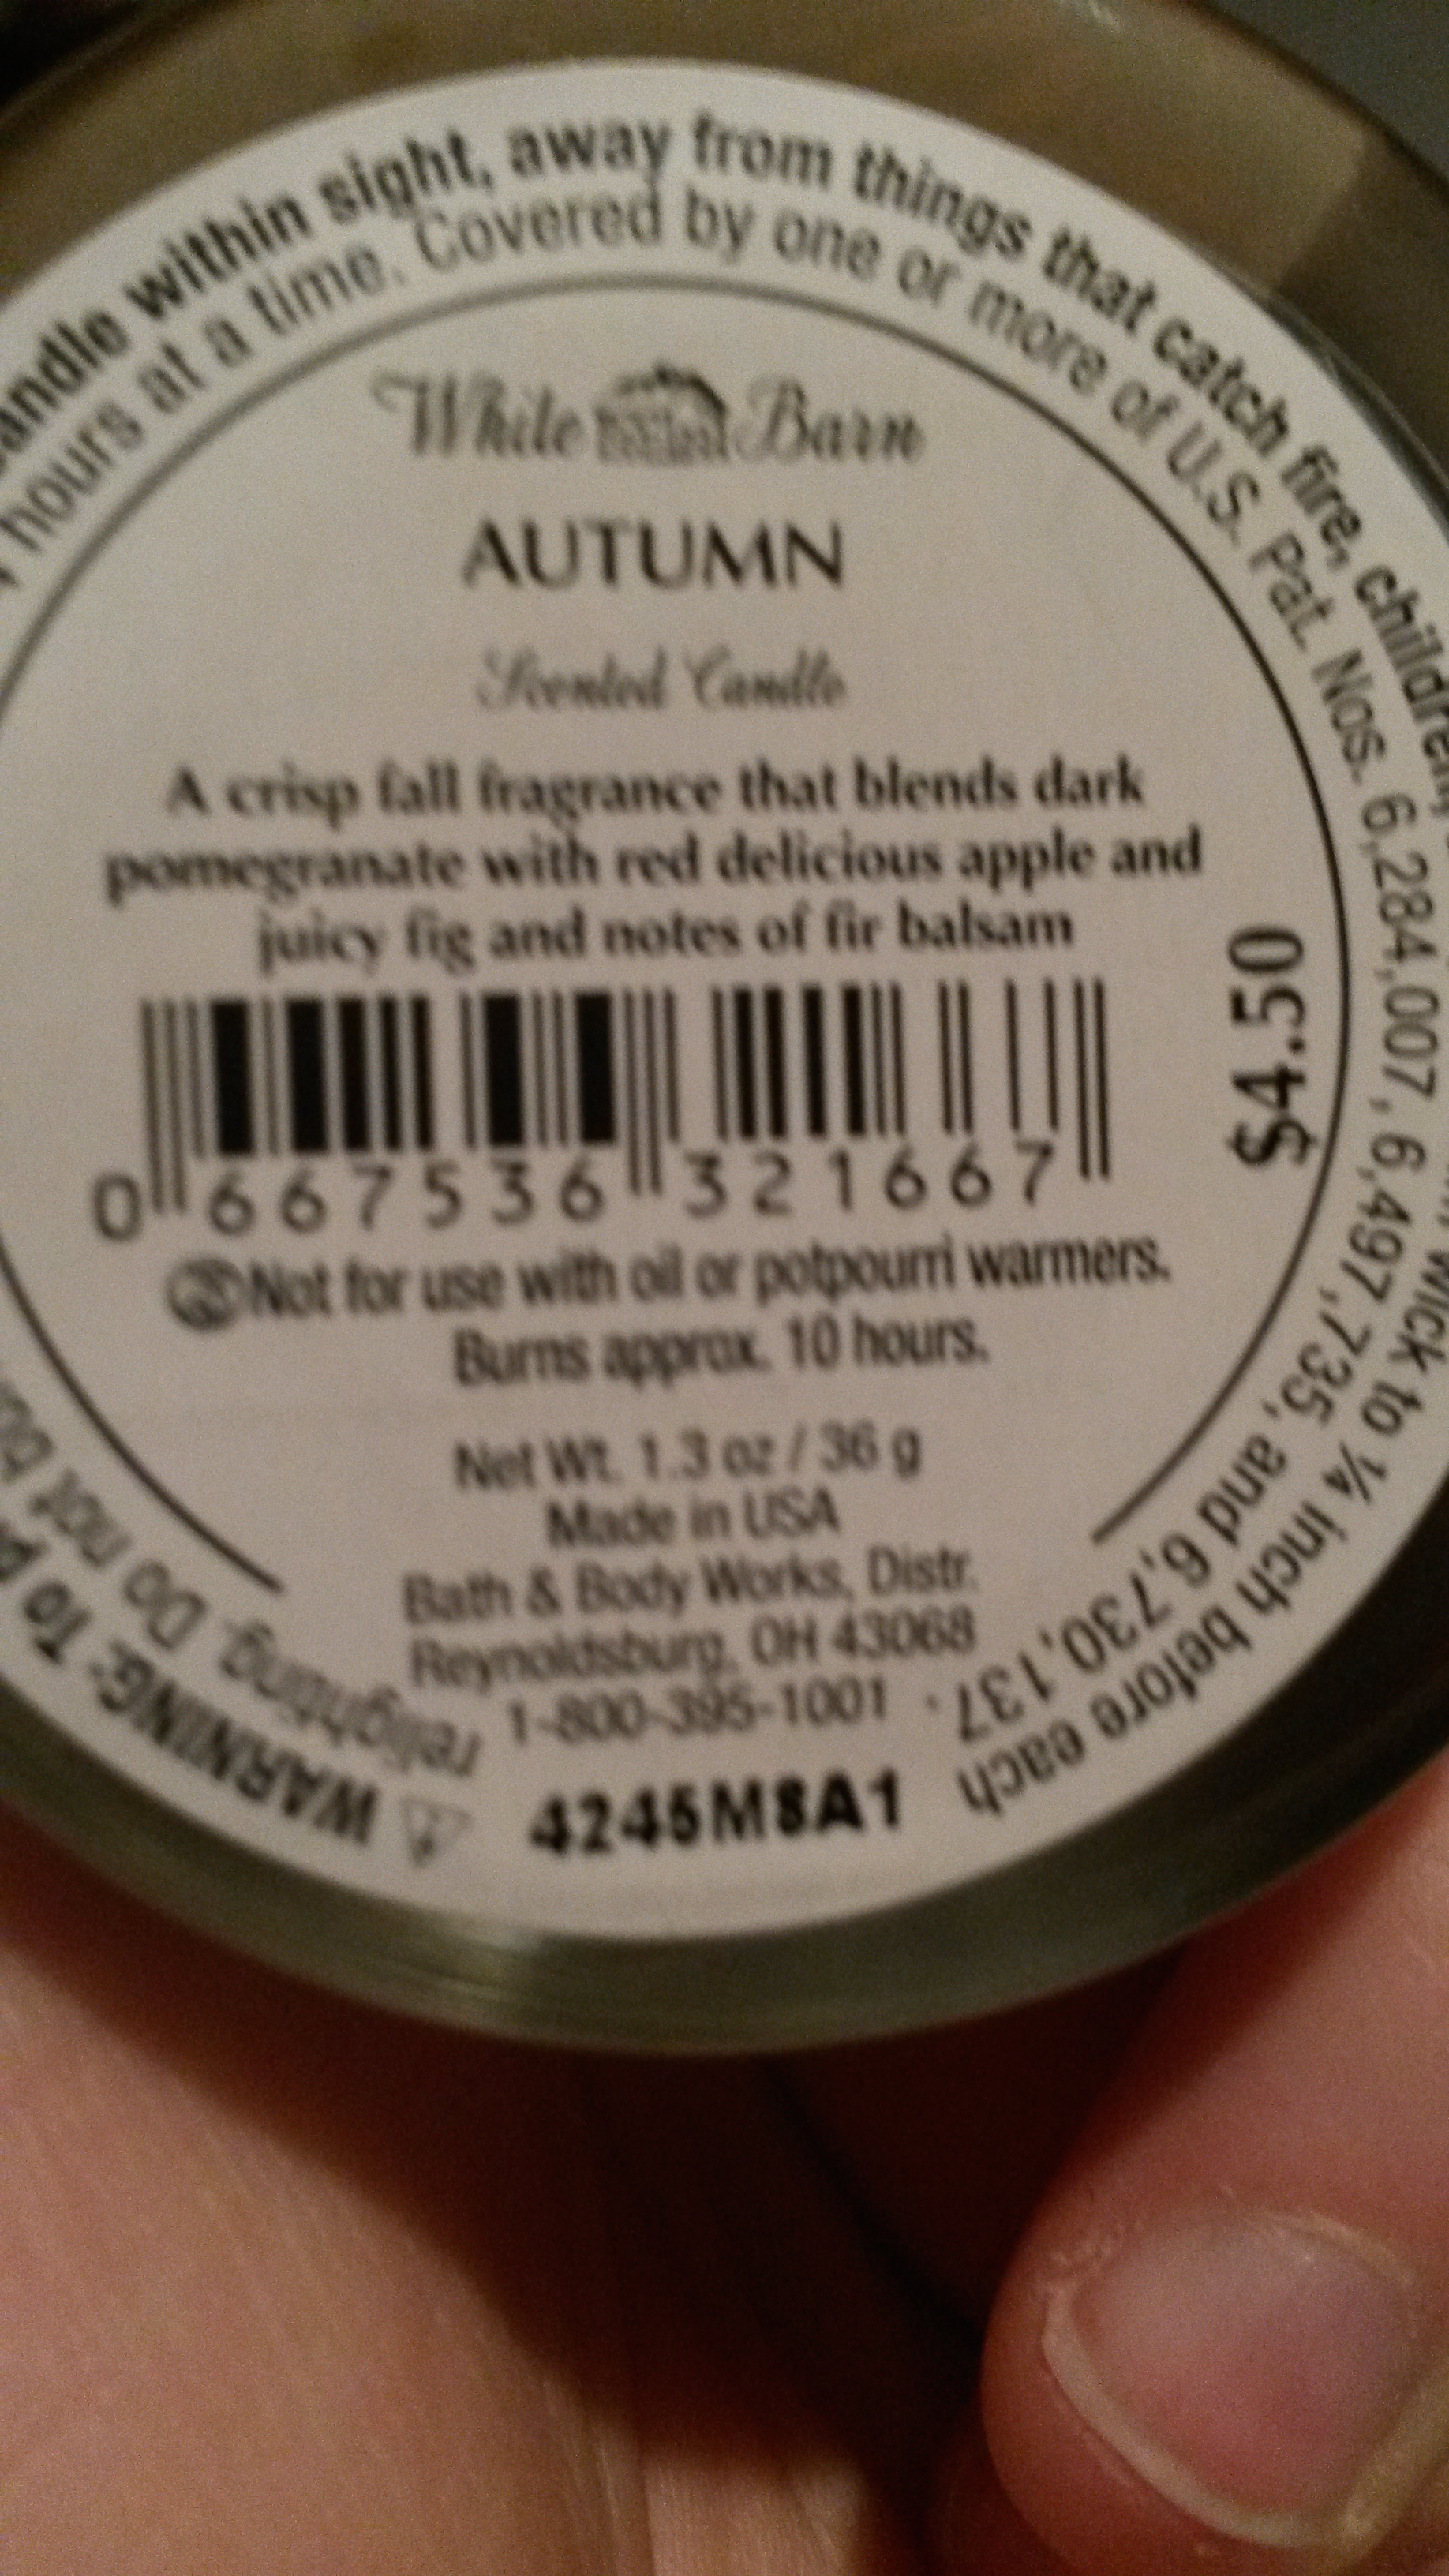 White Barn
AUTUMN
Scented Candle
A crisp fall fragrance that blends dark
pomegranate with red delicious apple and
juicy fig and notes of fir balsam
$4.50
0 667536 321667
Not for use with oil or potpourri warmers.
Burns approx. 10 hours.
Net Wt. 1.3 oz / 36 g
Made in USA
Bath & Body Works, Distr.
Reynoldsburg, OH 43068
1-800-395-1001
4245M8A1
WARNING: To
andle within sight, away from things that catch fire, children,
wick to ¼ inch before each
relighting. Do not
hours at a time. Covered by one or more of U.S. Pat. Nos. 6,284,007, 6,497,735, and 6,730,137